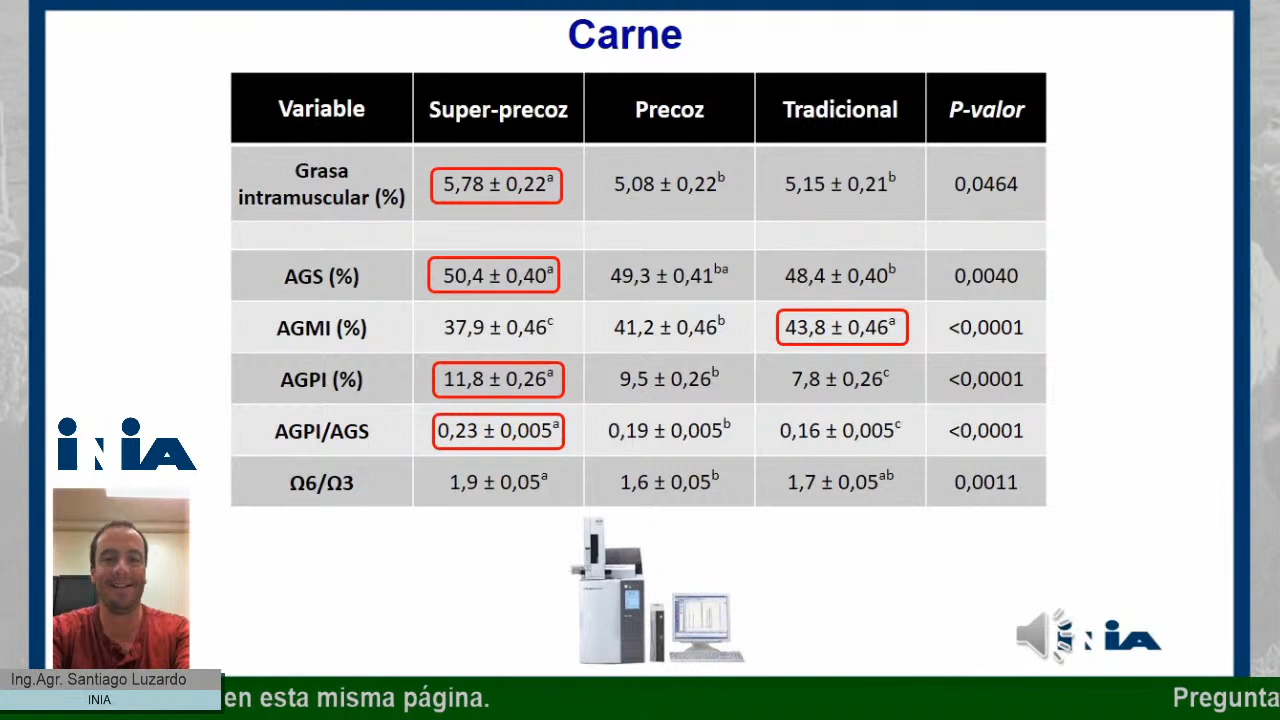 Carne
Variable Super-precoz Precoz Tradicional P-valor
Grasa
intramuscular (%) 5,78 ± 0,22ᵃ 5,08 ± 0,22ᵇ 5,15 ± 0,21ᵇ 0,0464
AGS (%) 50,4 ± 0,40ᵃ 49,3 ± 0,41ᵇᵃ 48,4 ± 0,40ᵇ 0,0040
AGMI (%) 37,9 ± 0,46ᶜ 41,2 ± 0,46ᵇ 43,8 ± 0,46ᵃ <0,0001
AGPI (%) 11,8 ± 0,26ᵃ 9,5 ± 0,26ᵇ 7,8 ± 0,26ᶜ <0,0001
AGPI/AGS 0,23 ± 0,005ᵃ 0,19 ± 0,005ᵇ 0,16 ± 0,005ᶜ <0,0001
Ω6/Ω3 1,9 ± 0,05ᵃ 1,6 ± 0,05ᵇ 1,7 ± 0,05ᵃᵇ 0,0011
iNiA
iNiA
Ing.Agr. Santiago Luzardo
INIA
en esta misma página. Pregunta